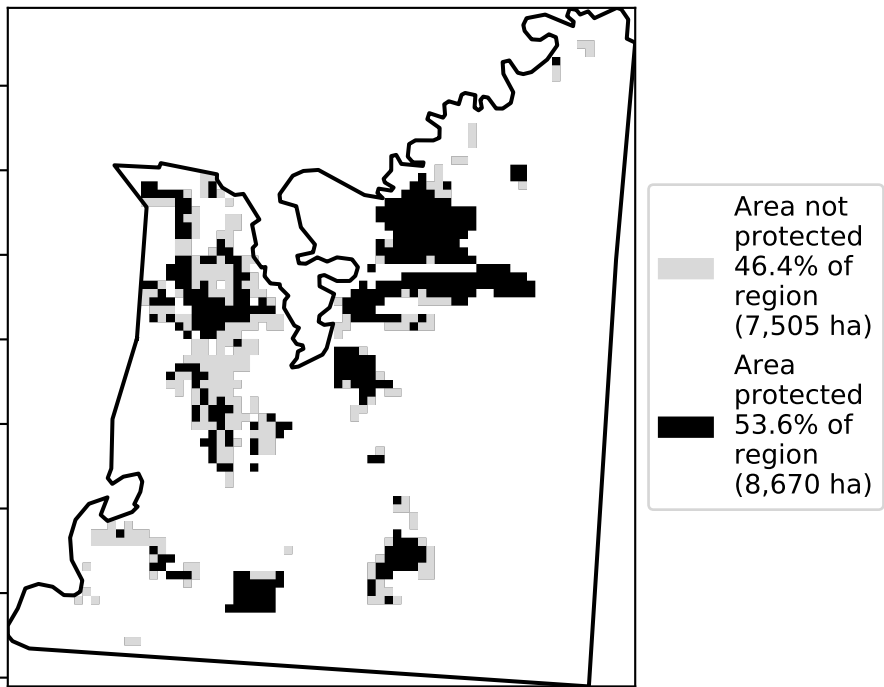 Area not
protected
46.4% of
region
(7,505 ha)
Area
protected
53.6% of
region
(8,670 ha)